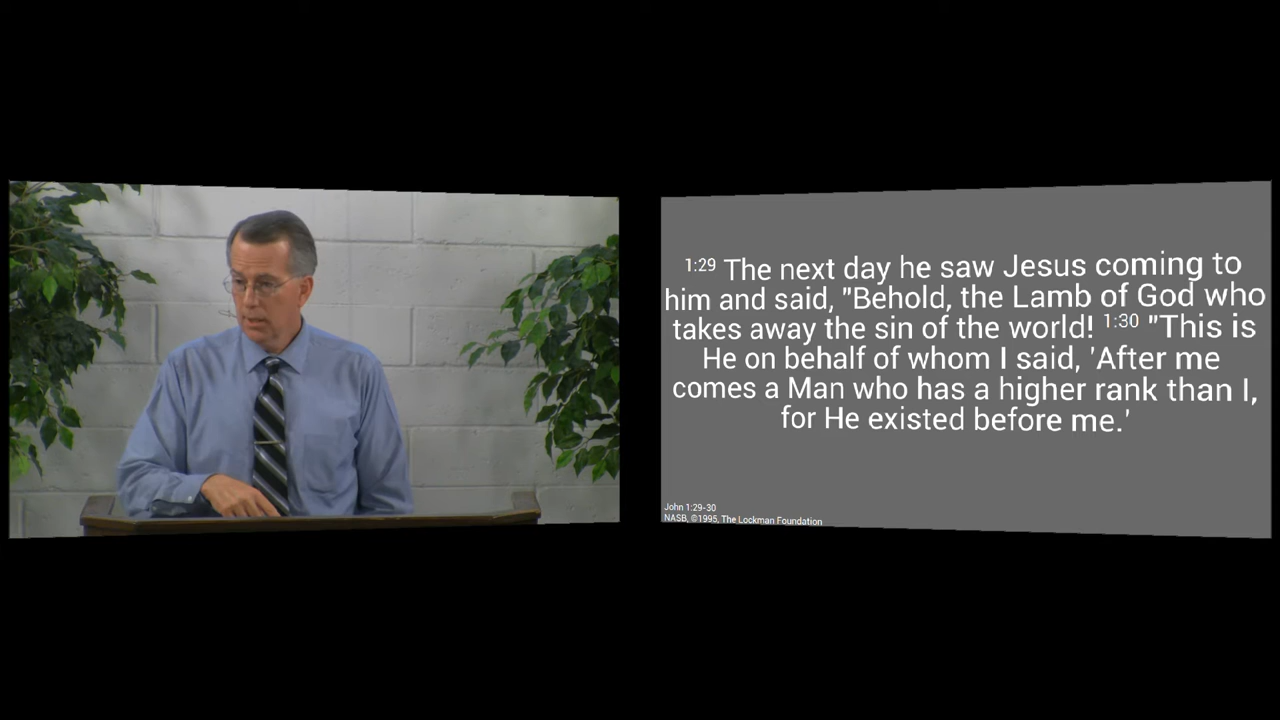 1:29 The next day he saw Jesus coming to
him and said, "Behold, the Lamb of God who
takes away the sin of the world! 1:30 "This is
He on behalf of whom I said, 'After me
comes a Man who has a higher rank than I,
for He existed before me.'
John 1:29-30
NASB, ©1995, The Lockman Foundation